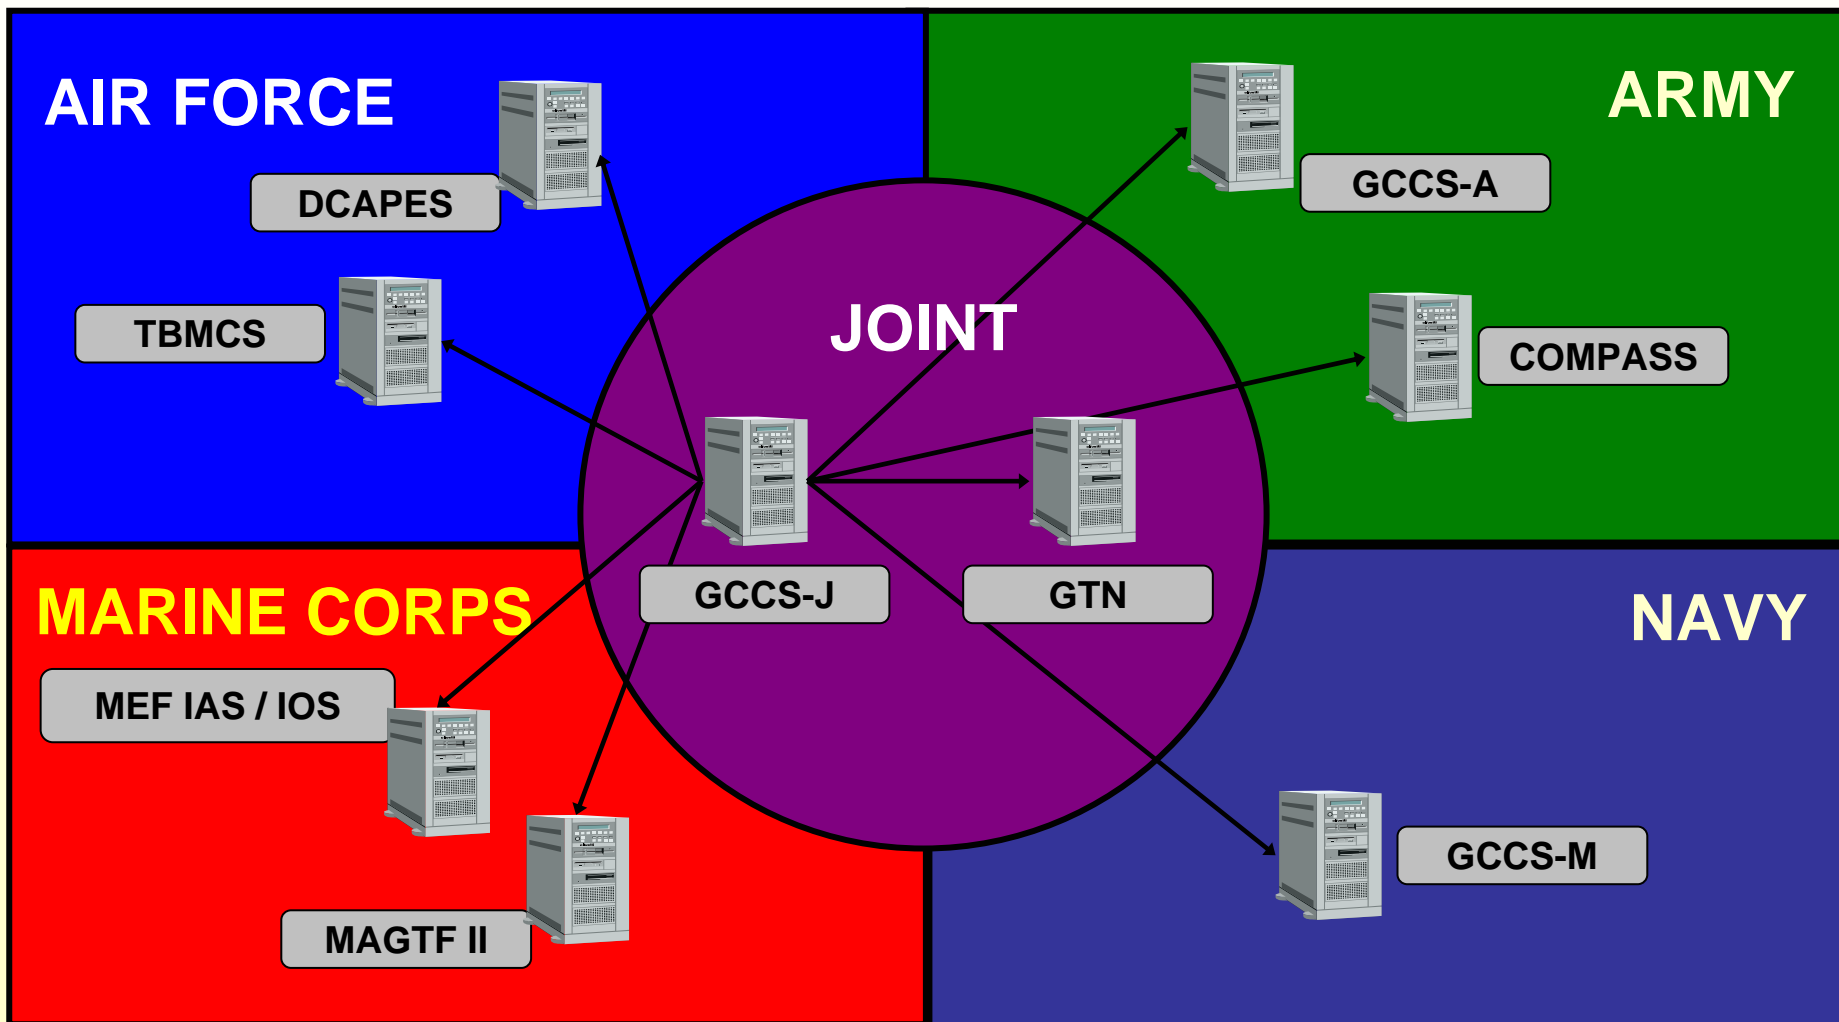 AIR FORCE
ARMY
DCAPES
GCCS-A
TBMCS
JOINT
COMPASS
GCCS-J
GTN
MARINE CORPS
NAVY
MEF IAS / IOS
GCCS-M
MAGTF II